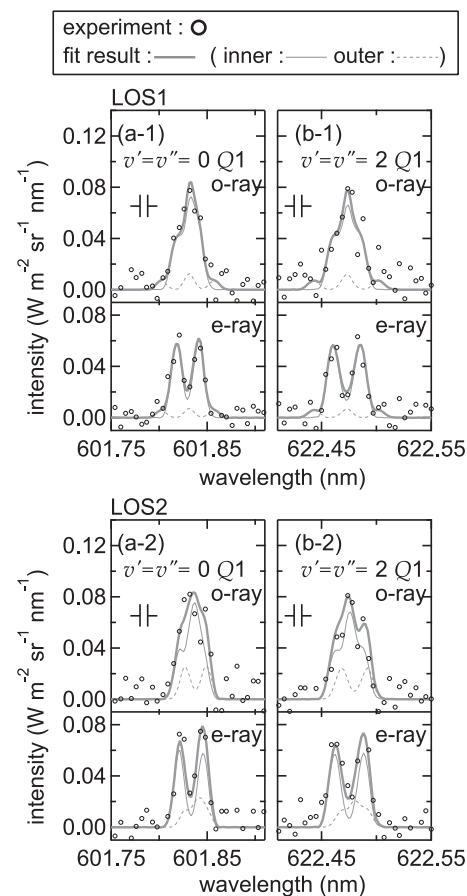 experiment :
fit result : ( inner : outer : )
LOS1
(a-1) (b-1)
v'=v"= 0 Q1 v'=v"= 2 Q1
o-ray o-ray
0.12
0.08
0.04
0.00
e-ray e-ray
0.04
0.00
intensity (W m-2 sr-1 nm-1)
601.75 601.85 622.45 622.55
wavelength (nm)
LOS2
(a-2) (b-2)
v'=v"= 0 Q1 v'=v"= 2 Q1
o-ray o-ray
0.12
0.08
0.04
0.00
e-ray e-ray
0.08
0.04
0.00
intensity (W m-2 sr-1 nm-1)
601.75 601.85 622.45 622.55
wavelength (nm)